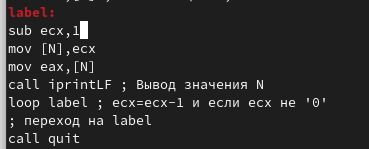 label:
sub ecx,1
mov [N],ecx
mov eax,[N]
call iprintLF ; Вывод значения N
loop label ; ecx=ecx-1 и если ecx не '0'
; переход на label
call quit